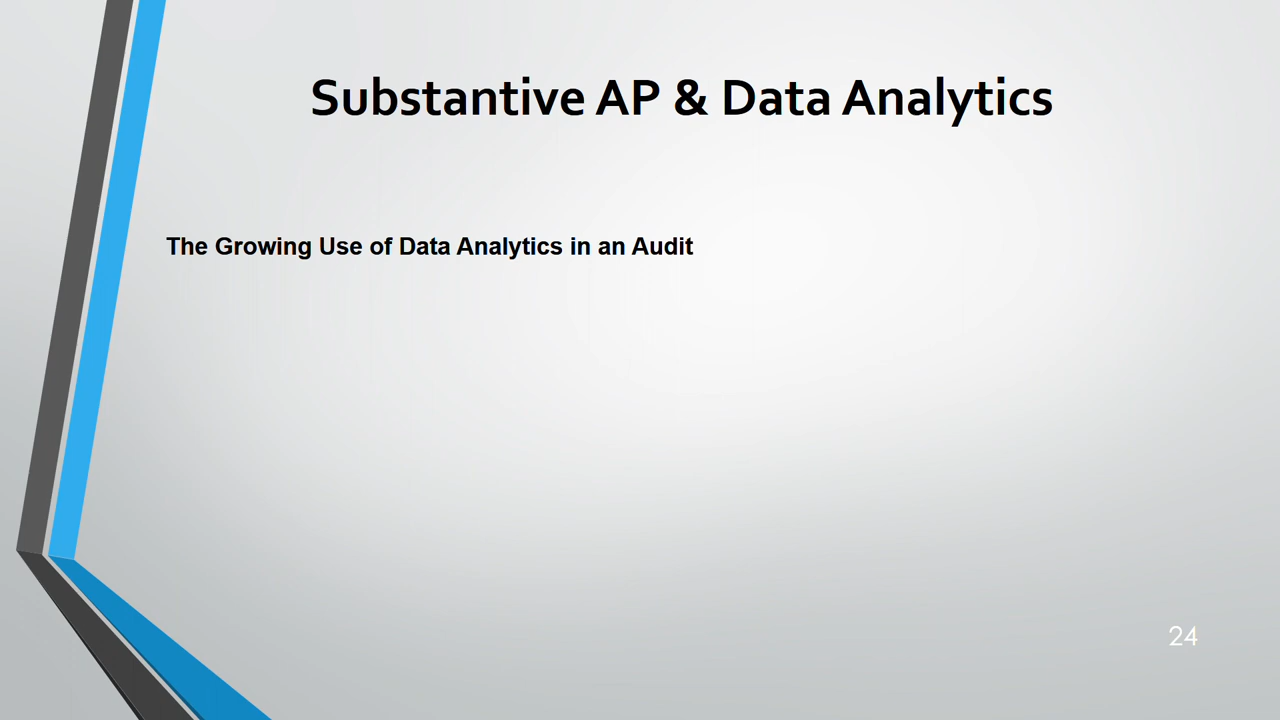 Substantive AP & Data Analytics
The Growing Use of Data Analytics in an Audit
24